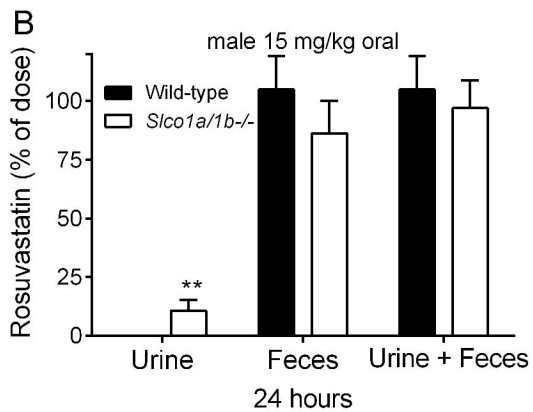 B
male 15 mg/kg oral
Rosuvastatin (% of dose)
Wild-type
Slco1a/1b-/-
100
75
50
25
0
**
Urine
Feces
Urine + Feces
24 hours